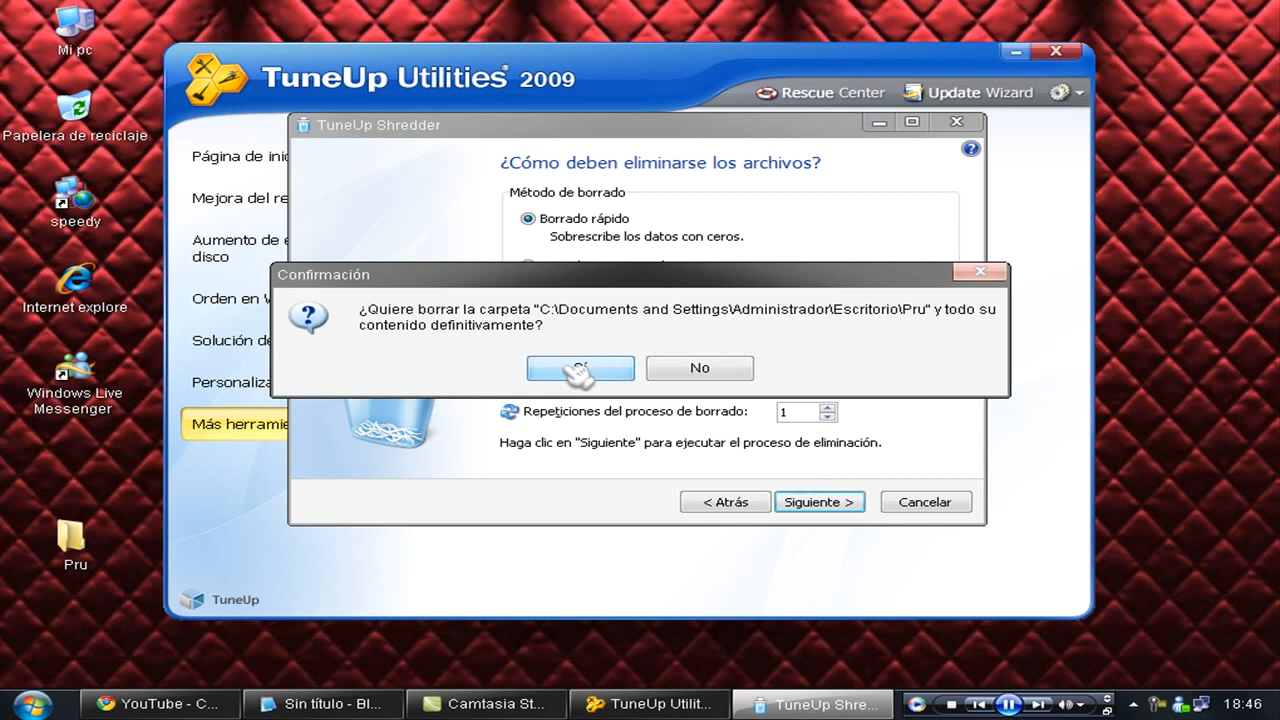 Mi pc
Papelera de reciclaje
speedy
Internet explore
Windows Live
Messenger
Pru
TuneUp Utilities® 2009
Rescue Center
Update Wizard
Página de ini
Mejora del re
Aumento de e
disco
Orden en
Solución de
Personaliza
Más herramie
TuneUp
TuneUp Shredder
¿Cómo deben eliminarse los archivos?
Método de borrado
Borrado rápido
Sobrescribe los datos con ceros.
Confirmación
¿Quiere borrar la carpeta "C:\Documents and Settings\Administrador\Escritorio\Pru" y todo su
contenido definitivamente?
No
Repeticiones del proceso de borrado:
1
Haga clic en "Siguiente" para ejecutar el proceso de eliminación.
< Atrás
Siguiente >
Cancelar
YouTube - C...
Sin título - Bl...
Camtasia St...
TuneUp Utilit...
TuneUp Shre...
18:46